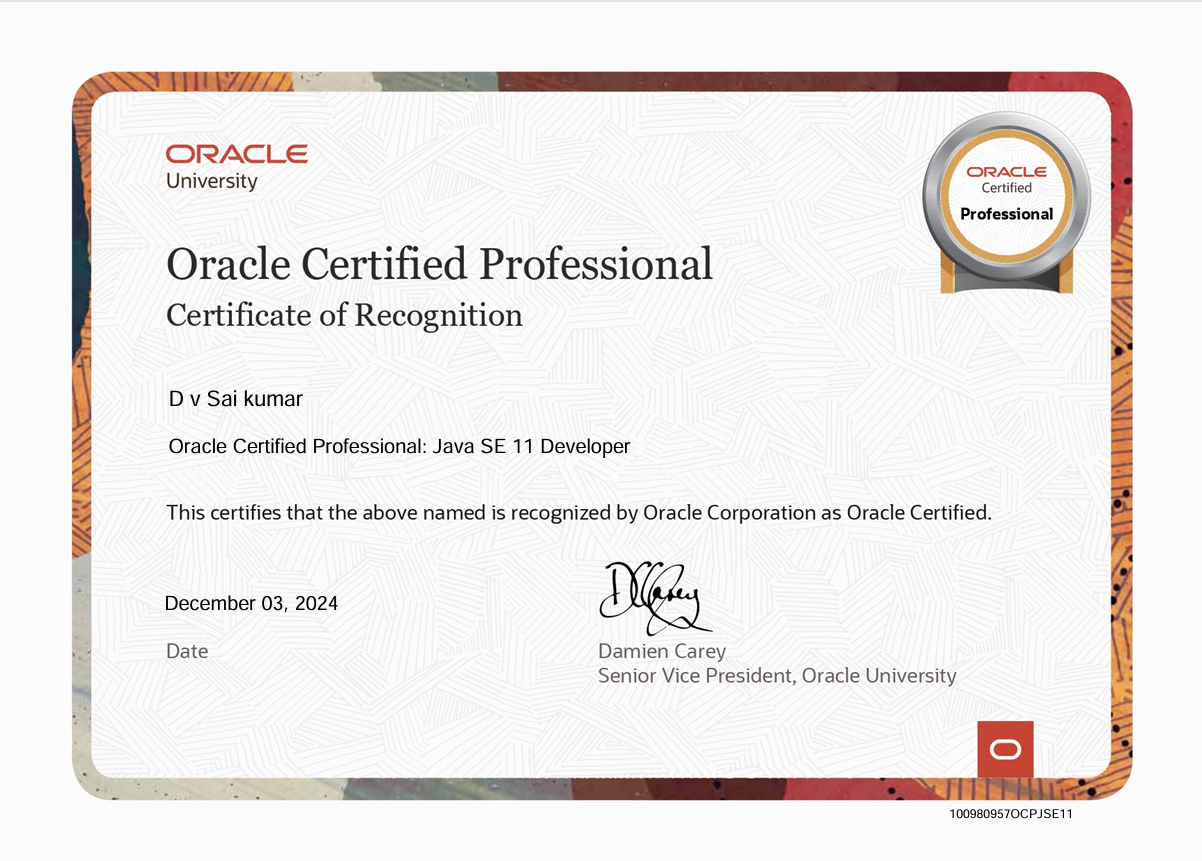 ORACLE
University
ORACLE
Certified
Professional
Oracle Certified Professional
Certificate of Recognition
D v Sai kumar
Oracle Certified Professional: Java SE 11 Developer
This certifies that the above named is recognized by Oracle Corporation as Oracle Certified.
DCarey
December 03, 2024
Date
Damien Carey
Senior Vice President, Oracle University
100980957OCPJSE11